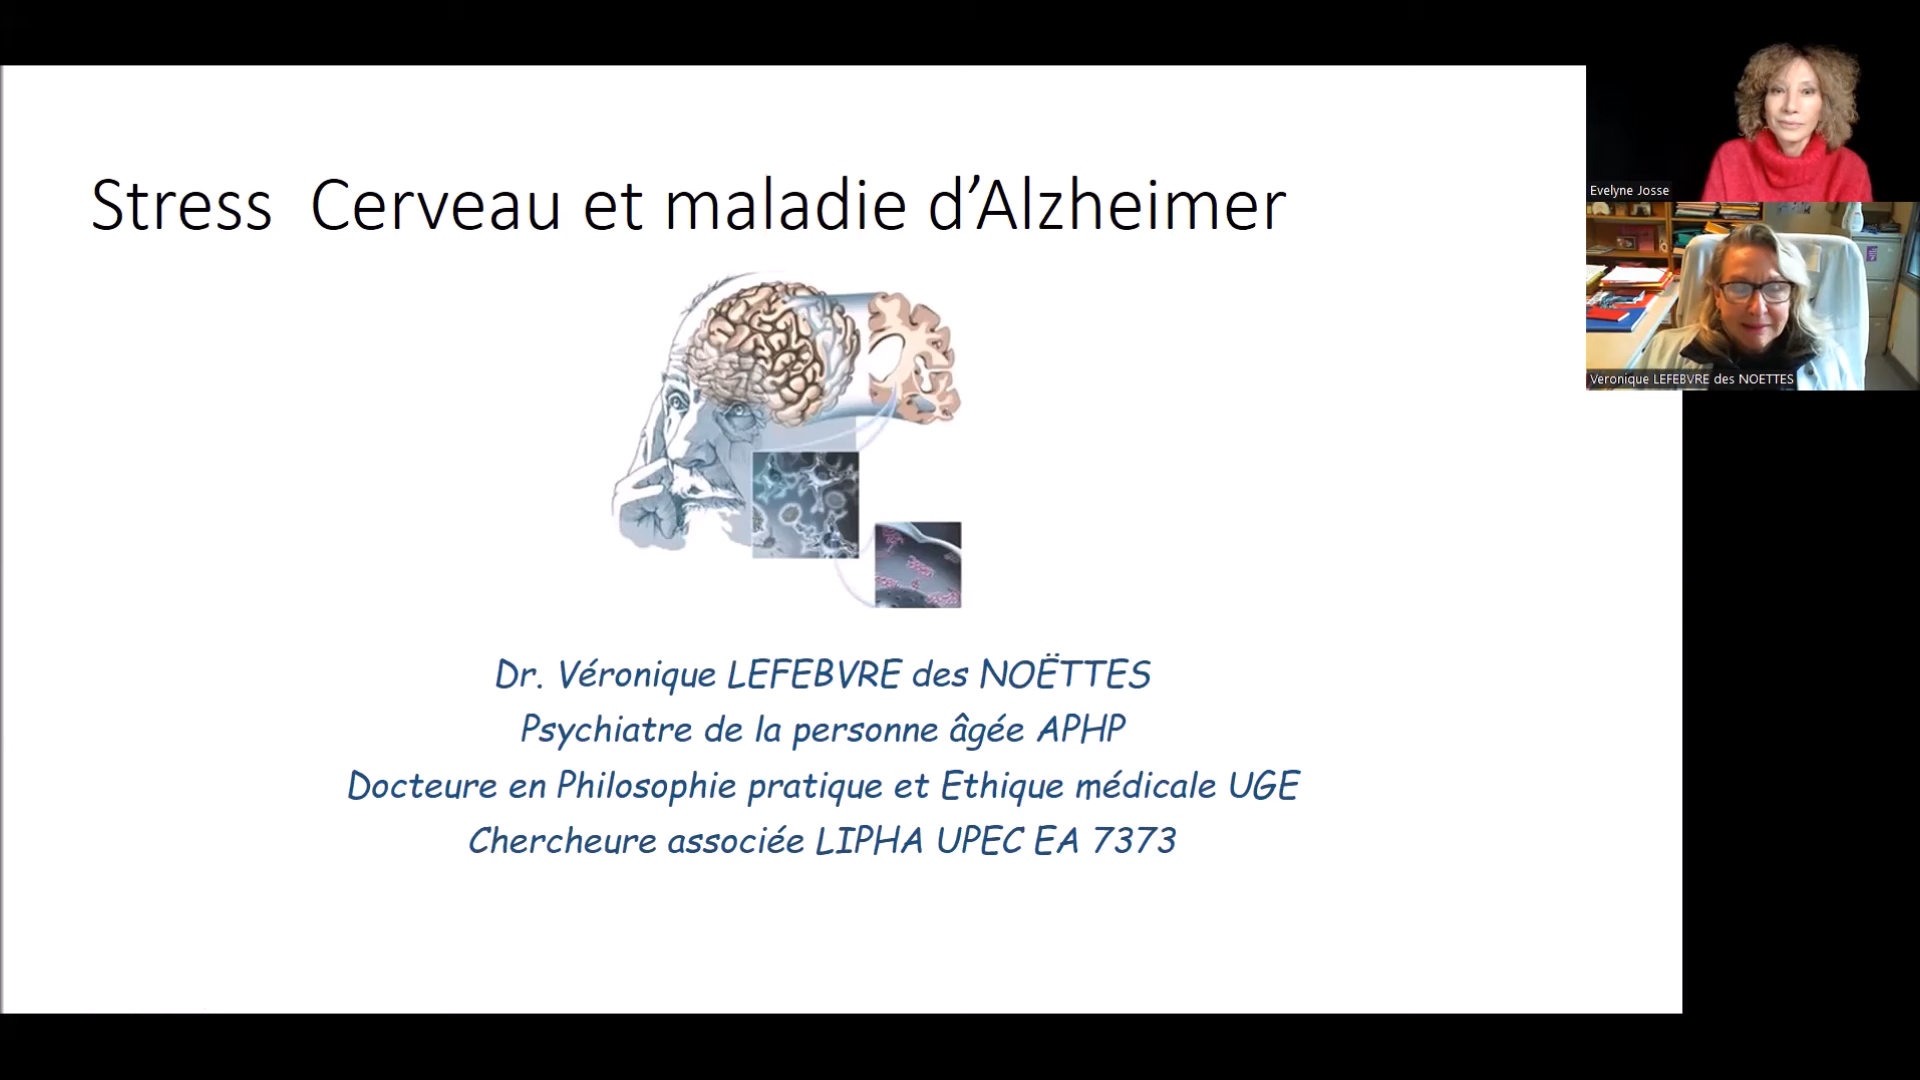 Stress  Cerveau et maladie d’Alzheimer
Dr. Véronique LEFEBVRE des NOËTTES
Psychiatre de la personne âgée APHP
Docteure en Philosophie pratique et Ethique médicale UGE
Chercheure associée LIPHA UPEC EA 7373
Evelyne Josse
Veronique LEFEBVRE des NOETTES